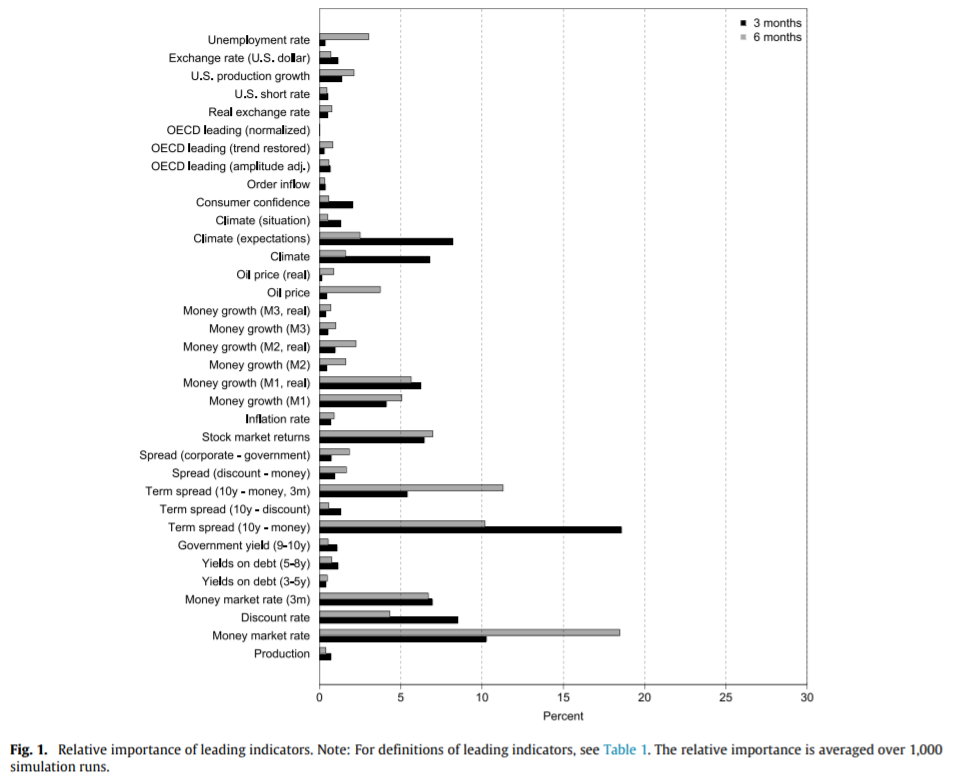 3 months
6 months
Unemployment rate
Exchange rate (U.S. dollar)
U.S. production growth
U.S. short rate
Real exchange rate
OECD leading (normalized)
OECD leading (trend restored)
OECD leading (amplitude adj.)
Order inflow
Consumer confidence
Climate (situation)
Climate (expectations)
Climate
Oil price (real)
Oil price
Money growth (M3, real)
Money growth (M3)
Money growth (M2, real)
Money growth (M2)
Money growth (M1, real)
Money growth (M1)
Inflation rate
Stock market returns
Spread (corporate - government)
Spread (discount - money)
Term spread (10y - money, 3m)
Term spread (10y - discount)
Term spread (10y - money)
Government yield (9-10y)
Yields on debt (5-8y)
Yields on debt (3-5y)
Money market rate (3m)
Discount rate
Money market rate
Production
0 5 10 15 20 25 30
Percent
Fig. 1. Relative importance of leading indicators. Note: For definitions of leading indicators, see Table 1. The relative importance is averaged over 1,000
simulation runs.